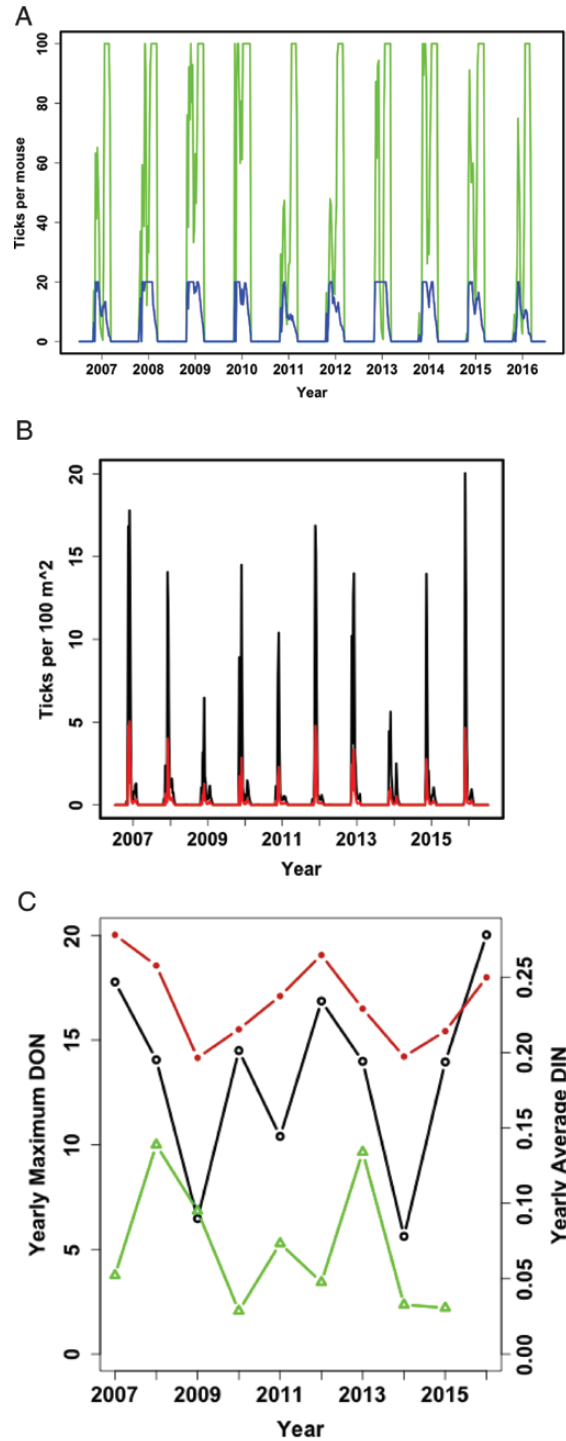 A
Ticks per mouse
100
80
60
40
20
0
2007 2008 2009 2010 2011 2012 2013 2014 2015 2016
Year
B
Ticks per 100 m^2
20
15
10
5
0
2007 2009 2011 2013 2015
Year
C
Yearly Maximum DON
20
15
10
5
0
Yearly Average DIN
0.25
0.20
0.15
0.10
0.05
0.00
2007 2009 2011 2013 2015
Year